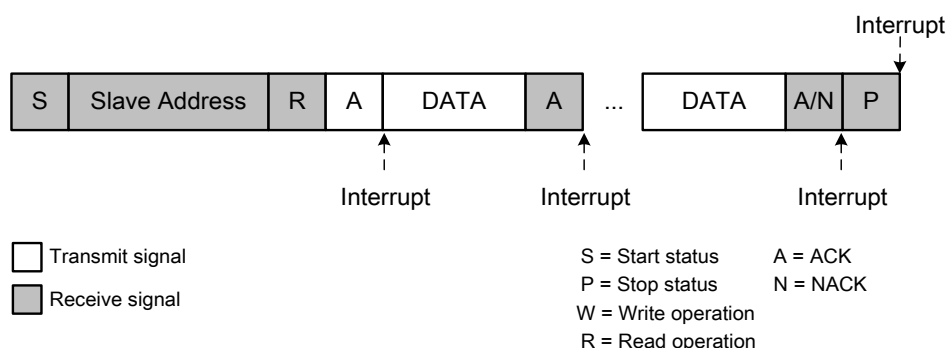 Interrupt
S Slave Address R A DATA A ... DATA A/N P
Interrupt Interrupt Interrupt
Transmit signal
Receive signal
S = Start status A = ACK
P = Stop status N = NACK
W = Write operation
R = Read operation